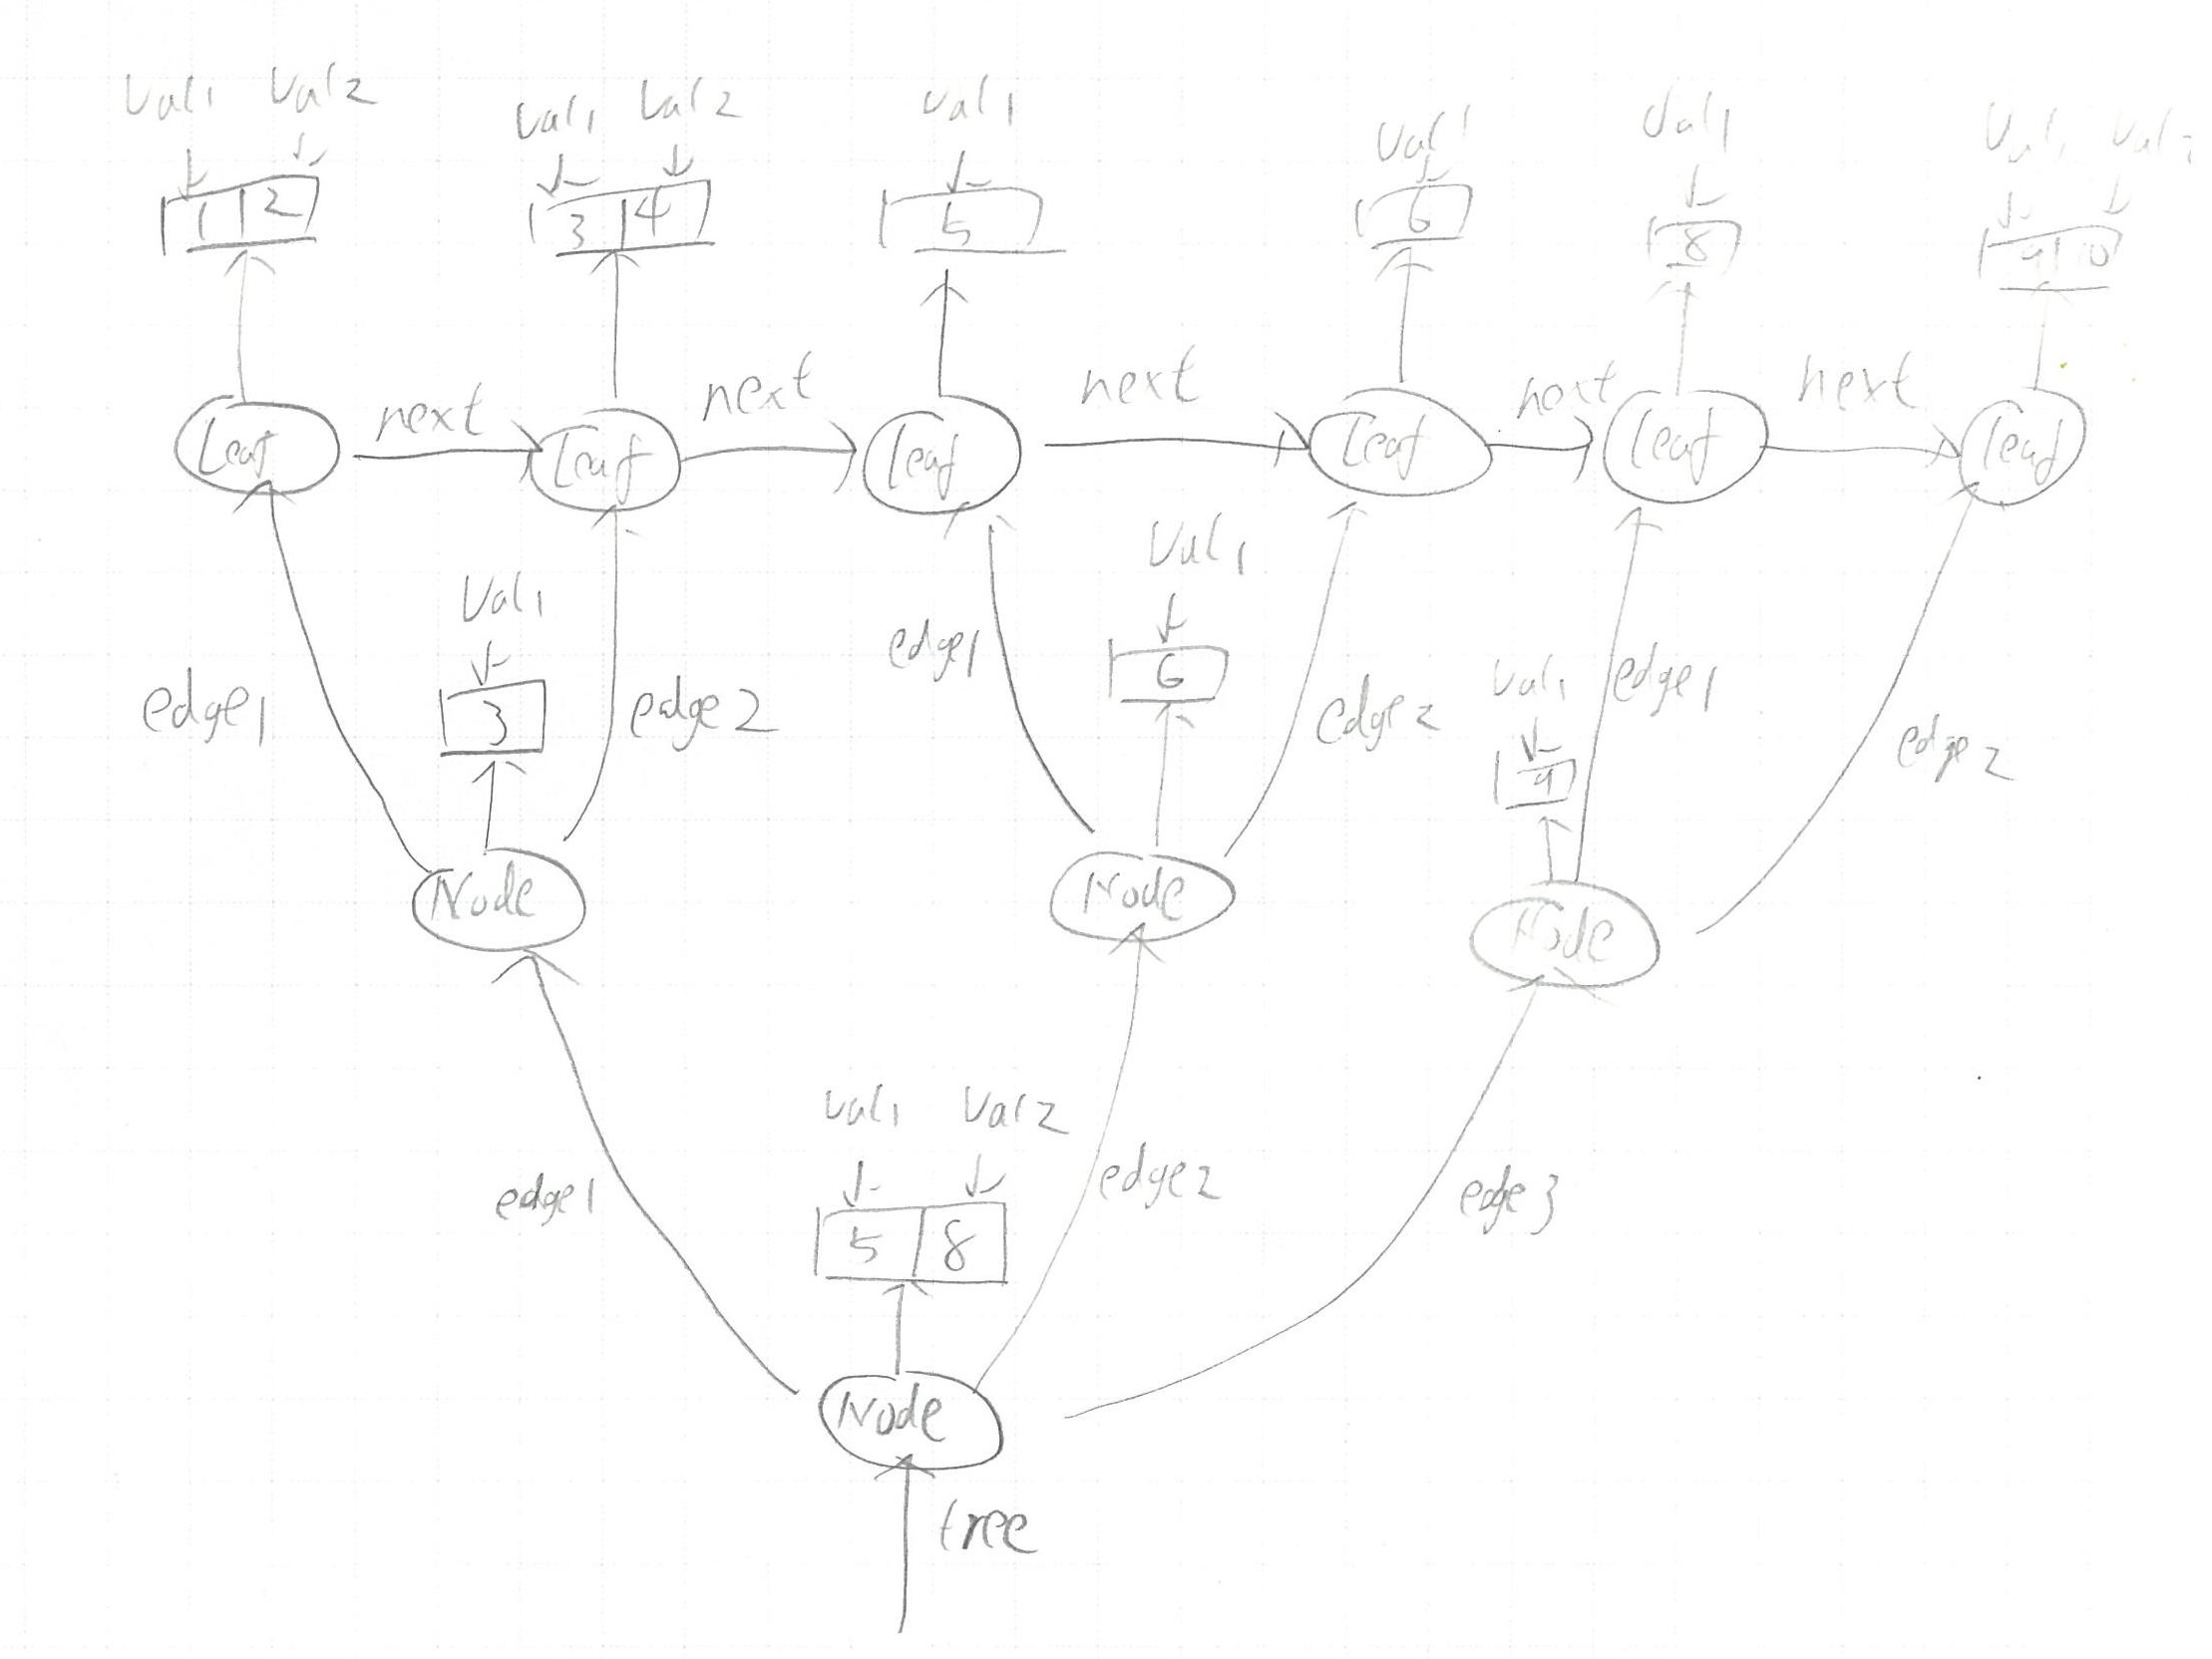 val1 val2 val1 val2 val1 val1 val1 val1 val2
1 2 3 4 5 6 8 9 10
next next next next next
Leaf Leaf Leaf Leaf Leaf Leaf
val1 val1 val1
3 6 9
edge1 edge2 edge1 edge2 edge1 edge2
Node Node Node
val1 val2
5 8
edge1 edge2 edge3
Node
tree